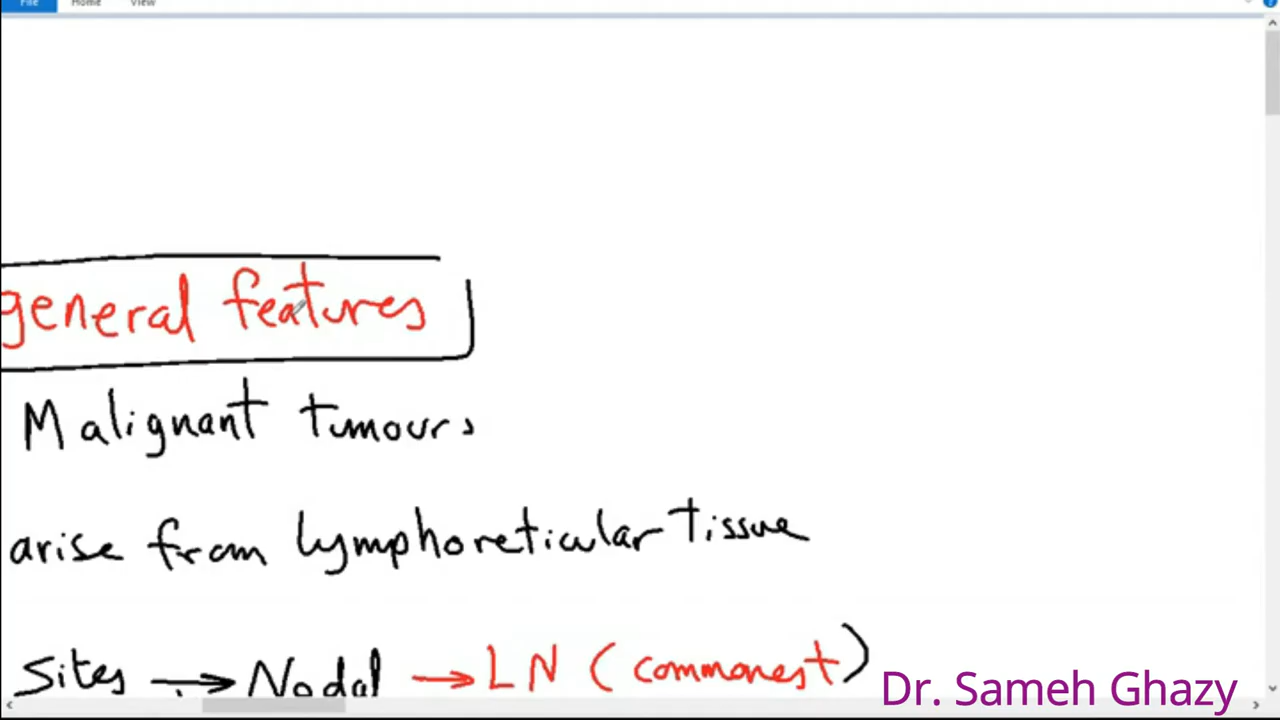 File Home View
general features
Malignant tumours
arise from lymphoreticular tissue
Sites → Nodal → LN (commonest)
Dr. Sameh Ghazy